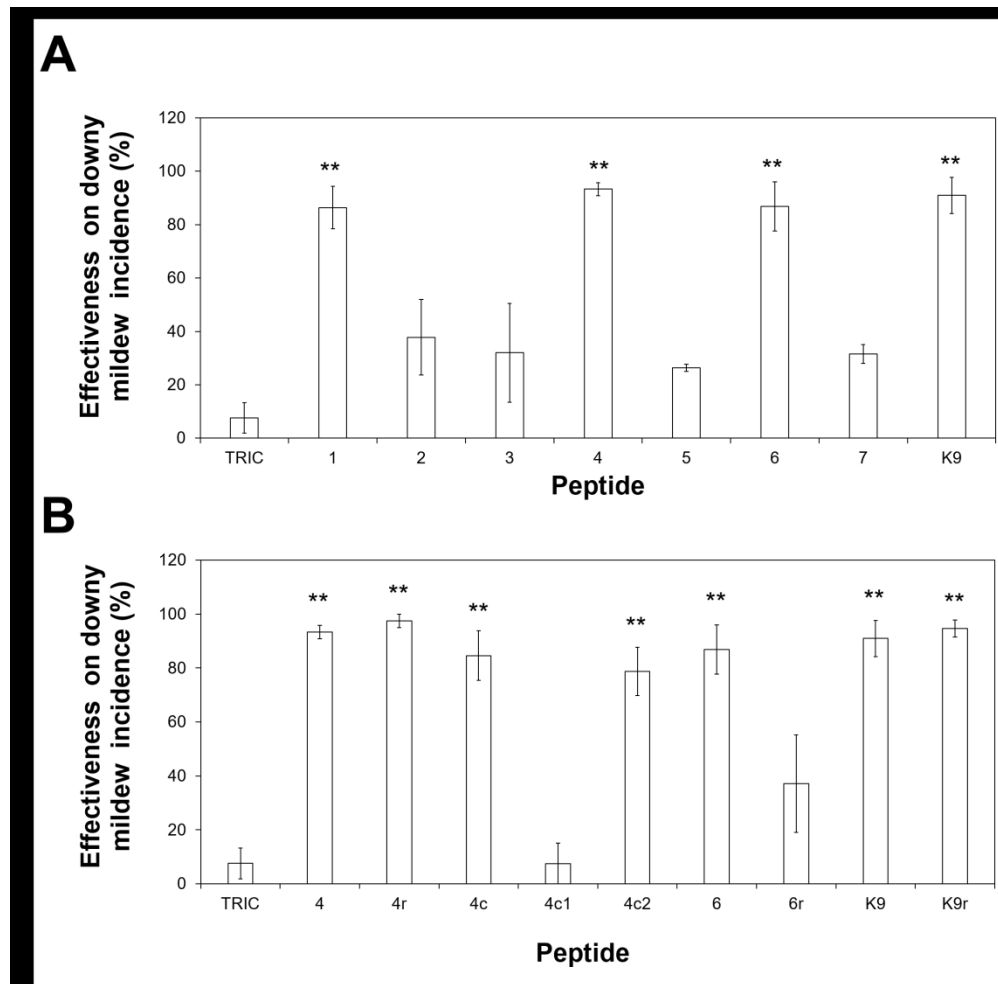 A
Effectiveness on downy
mildew incidence (%)
120
100
80
60
40
20
0
** ** ** **
TRIC 1 2 3 4 5 6 7 K9
Peptide
B
Effectiveness on downy
mildew incidence (%)
120
100
80
60
40
20
0
** ** ** ** ** ** **
TRIC 4 4r 4c 4c1 4c2 6 6r K9 K9r
Peptide